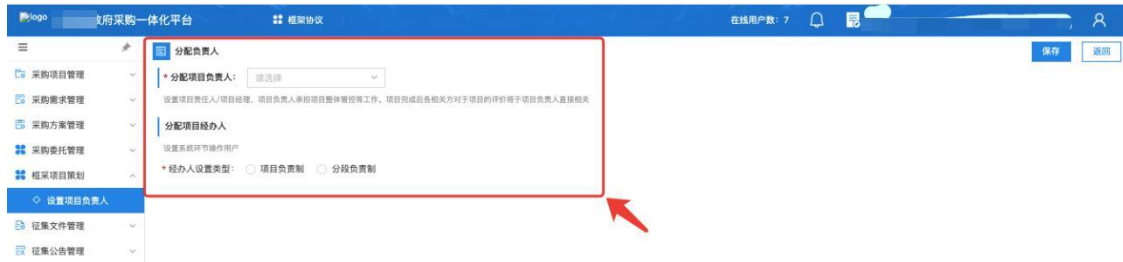 logo 政府采购一体化平台 框架协议 在线用户数：7
分配负责人 保存 返回
采购项目管理
* 分配项目负责人： 请选择
采购需求管理
设置项目责任人/项目经理，项目负责人承担项目整体管控等工作，项目完成后各相关方对于项目的评价将于项目负责人直接相关
采购方案管理
分配项目经办人
采购委托管理
设置系统环节操作用户
框采项目策划
* 经办人设置类型： 项目负责制 分段负责制
设置项目负责人
征集文件管理
征集公告管理